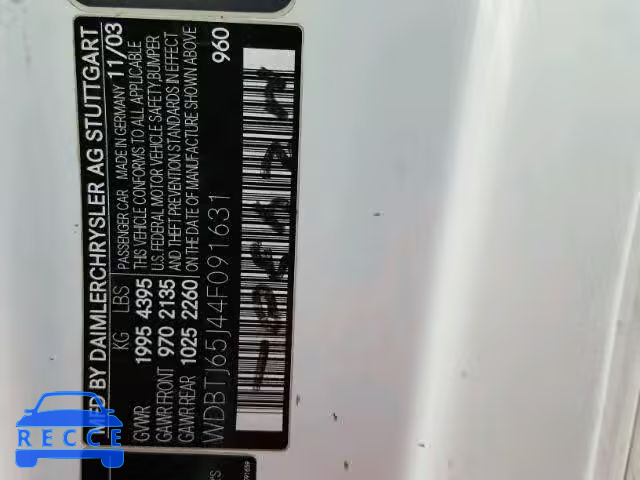 MFD BY DAIMLERCHRYSLER AG STUTTGART
KG LBS PASSENGER CAR MADE IN GERMANY 11/03
GVWR 1995 4395 THIS VEHICLE CONFORMS TO ALL APPLICABLE
GAWR FRONT 970 2135 U.S. FEDERAL MOTOR VEHICLE SAFETY, BUMPER
GAWR REAR 1025 2260 AND THEFT PREVENTION STANDARDS IN EFFECT
ON THE DATE OF MANUFACTURE SHOWN ABOVE
WDBTJ65J44F091631 960
RECCE